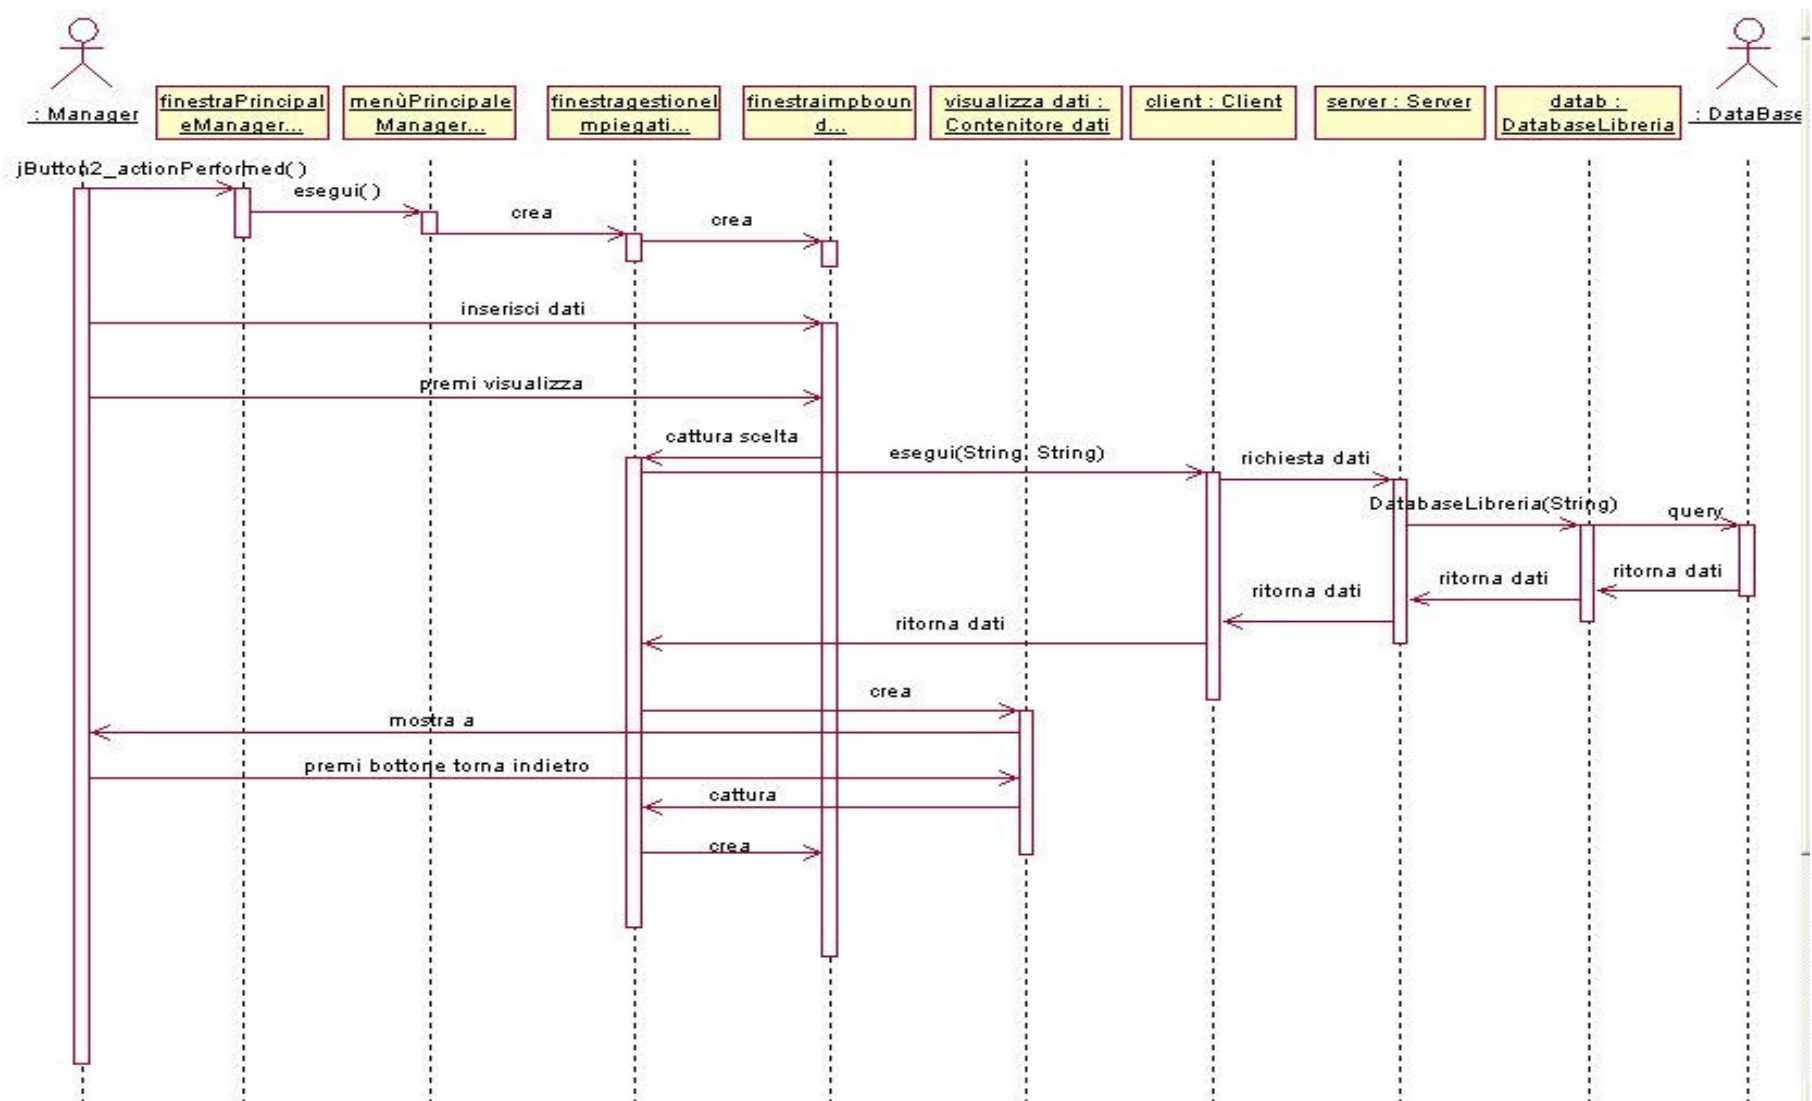 : Manager
finestraPrincipal
eManager...
menùPrincipale
Manager...
finestragestioneI
mpiegati...
finestraimpboun
d...
visualizza dati :
Contenitore dati
client : Client
server : Server
datab :
DatabaseLibreria
: DataBase
jButton2_actionPerformed( )
esegui( )
crea
crea
inserisci dati
premi visualizza
cattura scelta
esegui(String, String)
richiesta dati
DatabaseLibreria(String)
query
ritorna dati
ritorna dati
ritorna dati
ritorna dati
crea
mostra a
premi bottone torna indietro
cattura
crea